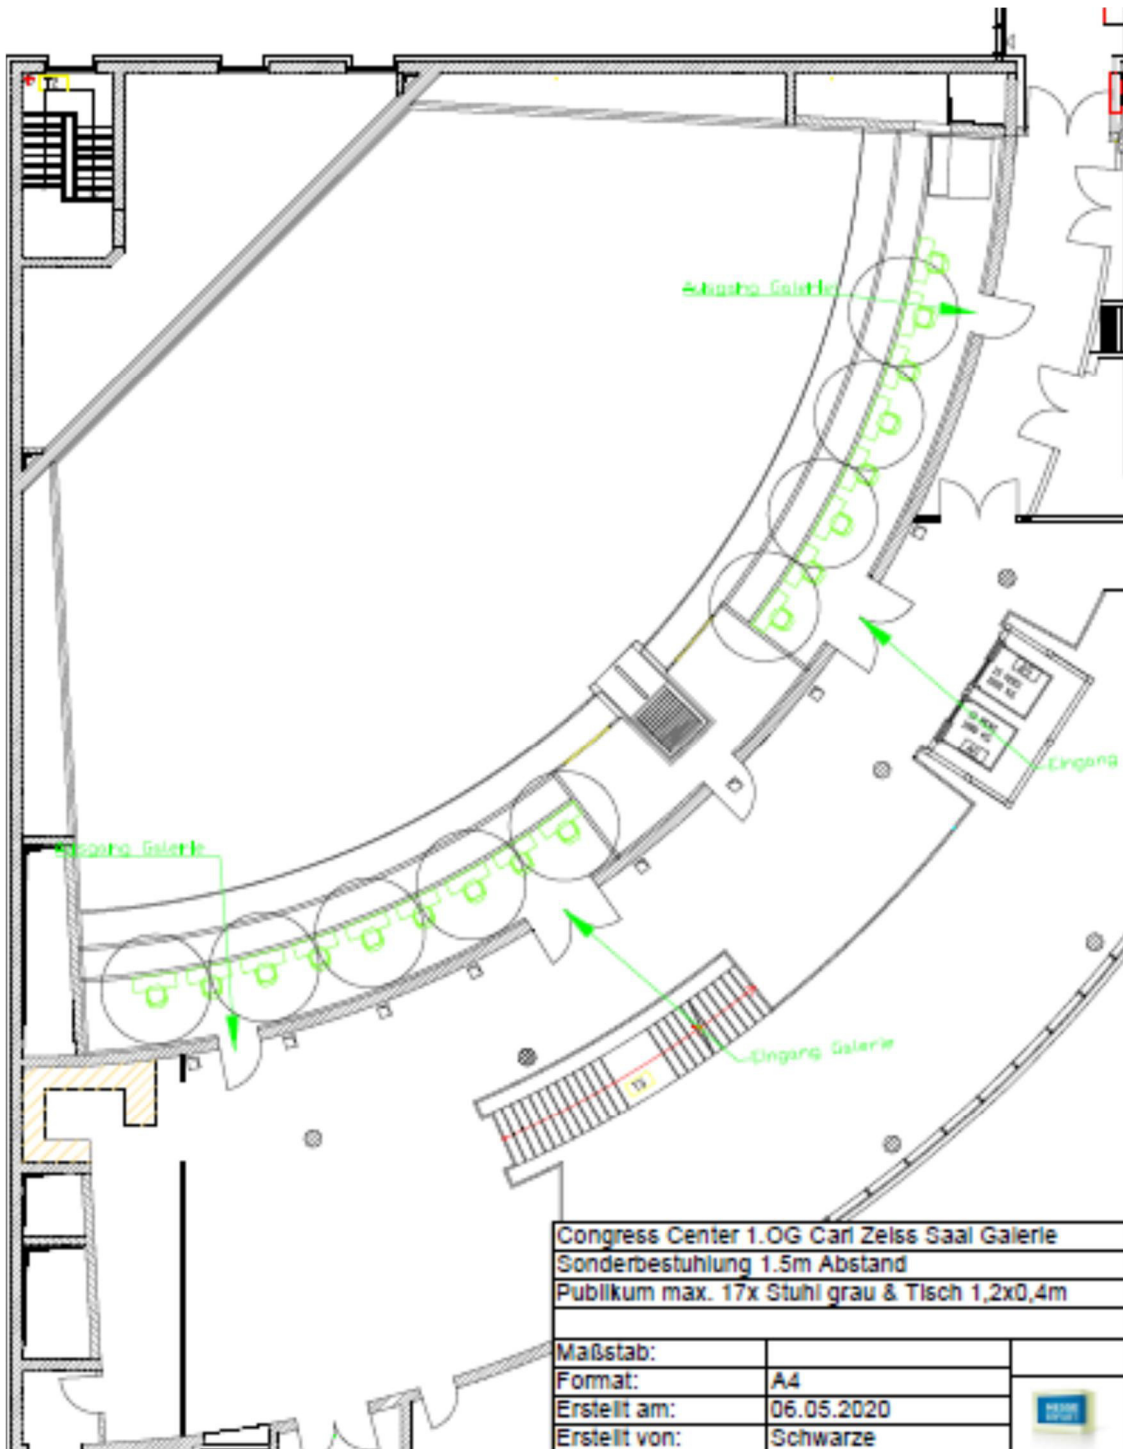 Ausgang Galerie
Eingang
Ausgang Galerie
Eingang Galerie
Congress Center 1.OG Carl Zeiss Saal Galerie
Sonderbestuhlung 1.5m Abstand
Publikum max. 17x Stuhl grau & Tisch 1,2x0,4m
Maßstab:
Format: A4
Erstellt am: 06.05.2020
Erstellt von: Schwarze